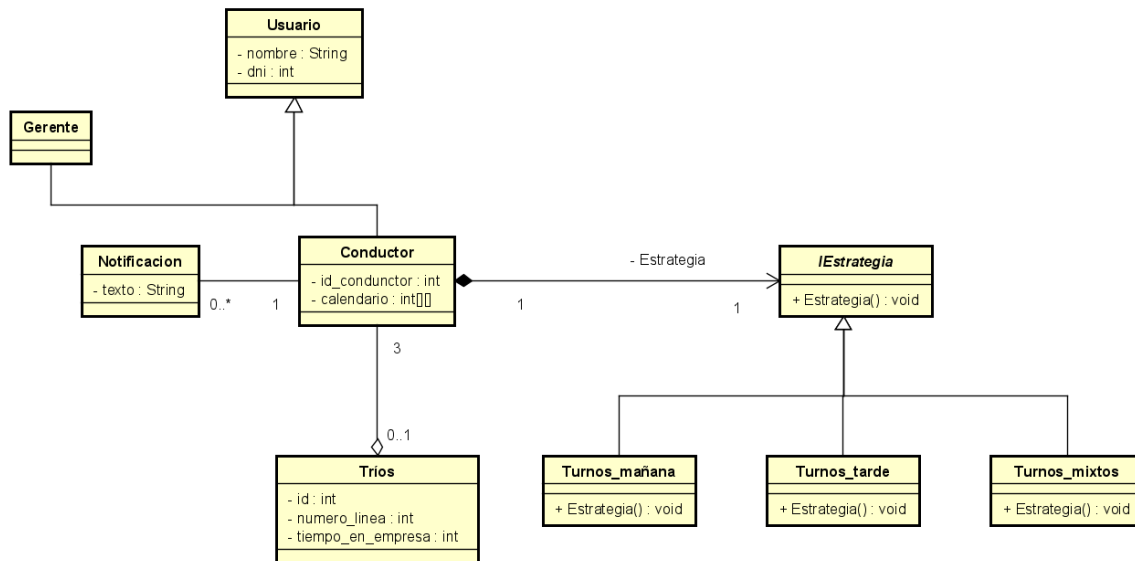 Usuario
- nombre : String
- dni : int
Gerente
Notificacion
- texto : String
0..*
1
Conductor
- id_condunctor : int
- calendario : int[][]
- Estrategia
1
1
IEstrategia
+ Estrategia() : void
3
0..1
Tríos
- id : int
- numero_linea : int
- tiempo_en_empresa : int
Turnos_mañana
+ Estrategia() : void
Turnos_tarde
+ Estrategia() : void
Turnos_mixtos
+ Estrategia() : void